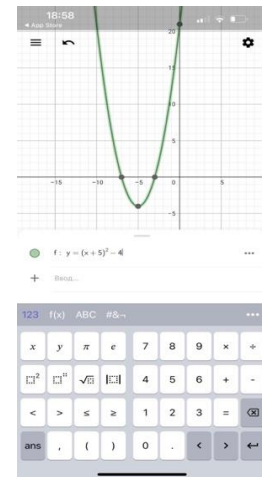 18:58
◀ App Store
20
15
10
5
-15 -10 -5 0 5
-5
f : y = (x + 5)² – 4
Ввод...
123 f(x) ABC #&¬
x y π e 7 8 9 × ÷
4 5 6 + -
< > ≤ ≥ 1 2 3 =
ans , ( ) 0 . < >